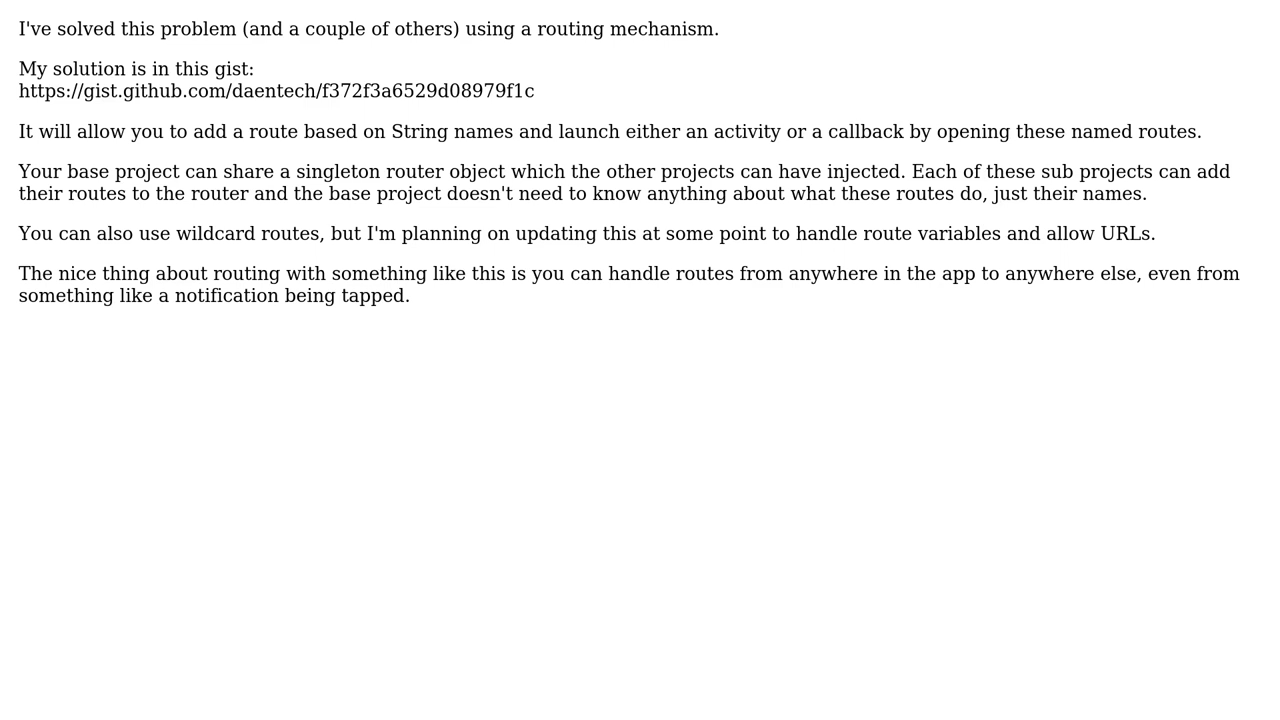 I've solved this problem (and a couple of others) using a routing mechanism.
My solution is in this gist:
https://gist.github.com/daentech/f372f3a6529d08979f1c
It will allow you to add a route based on String names and launch either an activity or a callback by opening these named routes.
Your base project can share a singleton router object which the other projects can have injected. Each of these sub projects can add
their routes to the router and the base project doesn't need to know anything about what these routes do, just their names.
You can also use wildcard routes, but I'm planning on updating this at some point to handle route variables and allow URLs.
The nice thing about routing with something like this is you can handle routes from anywhere in the app to anywhere else, even from
something like a notification being tapped.